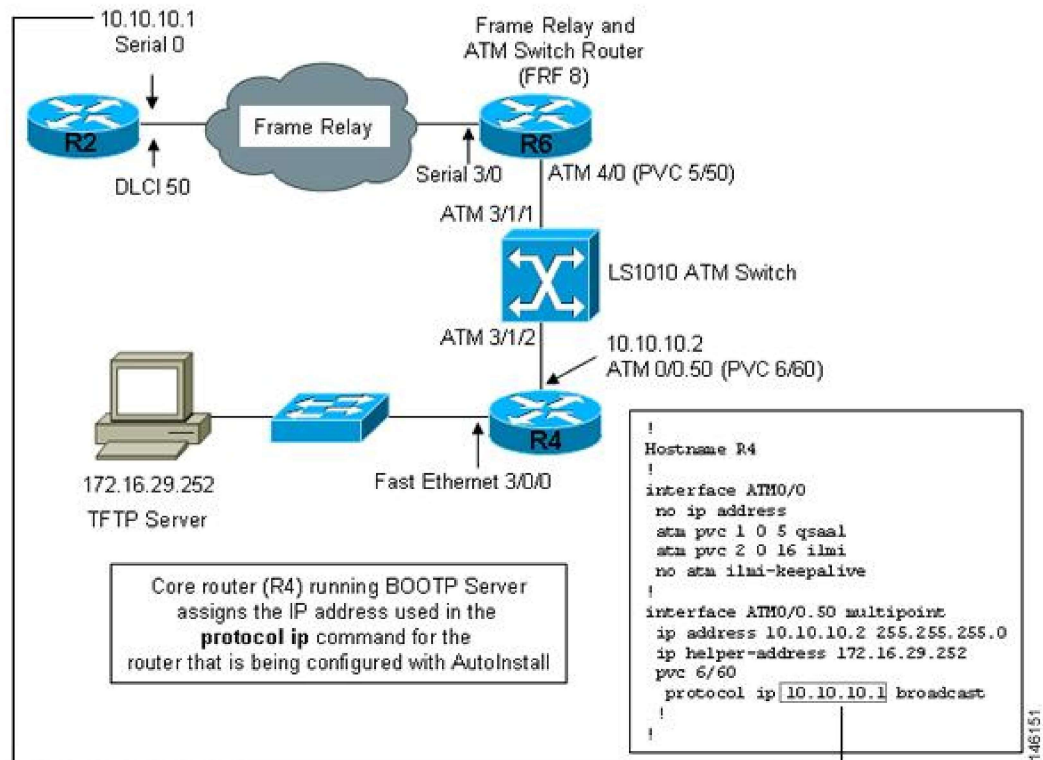 10.10.10.1
Serial 0
Frame Relay and
ATM Switch Router
(FRF 8)
R2
Frame Relay
R6
DLCI 50
Serial 3/0
ATM 4/0 (PVC 5/50)
ATM 3/1/1
LS1010 ATM Switch
ATM 3/1/2
10.10.10.2
ATM 0/0.50 (PVC 6/60)
R4
Fast Ethernet 3/0/0
172.16.29.252
TFTP Server
Core router (R4) running BOOTP Server
assigns the IP address used in the
protocol ip command for the
router that is being configured with AutoInstall
!
Hostname R4
!
interface ATM0/0
no ip address
atm pvc 1 0 5 qsaal
atm pvc 2 0 16 ilmi
no atm ilmi-keepalive
!
interface ATM0/0.50 multipoint
ip address 10.10.10.2 255.255.255.0
ip helper-address 172.16.29.252
pvc 6/60
protocol ip 10.10.10.1 broadcast
!
!
146151